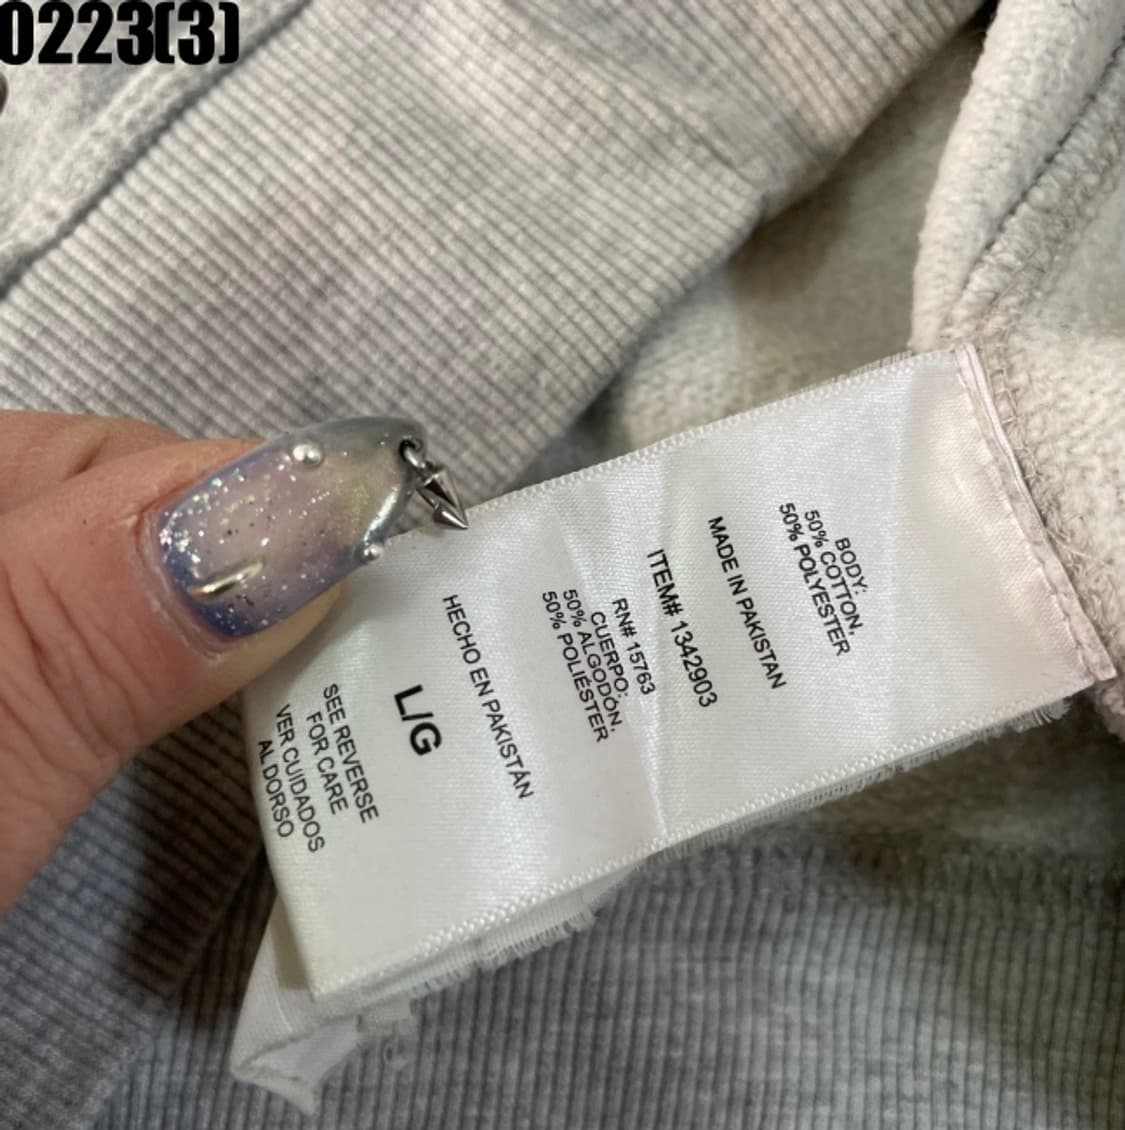 0223(3)
BODY:
50% COTTON,
50% POLYESTER
MADE IN PAKISTAN
ITEM# 1342903
RN# 15763
CUERPO:
50% ALGODÓN,
50% POLIÉSTER
HECHO EN PAKISTÁN
L/G
SEE REVERSE
FOR CARE
VER CUIDADOS
AL DORSO